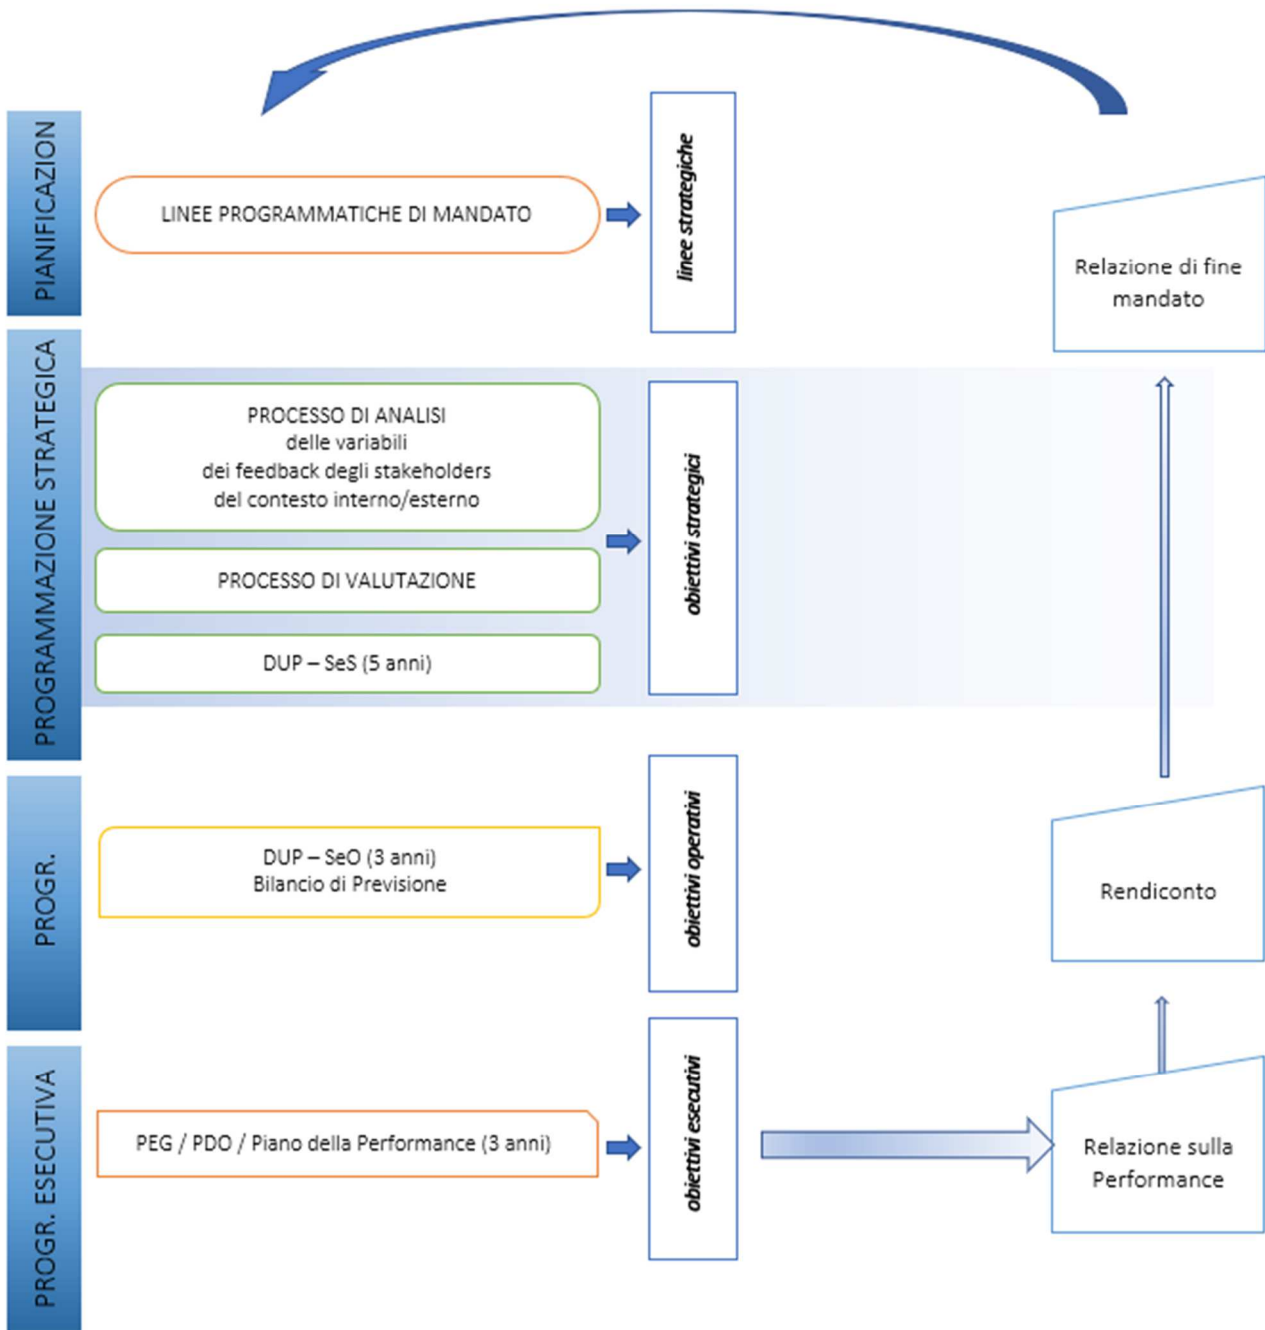 PIANIFICAZION
LINEE PROGRAMMATICHE DI MANDATO
linee strategiche
Relazione di fine
mandato
PROGRAMMAZIONE STRATEGICA
PROCESSO DI ANALISI
delle variabili
dei feedback degli stakeholders
del contesto interno/esterno
PROCESSO DI VALUTAZIONE
DUP – SeS (5 anni)
obiettivi strategici
PROGR.
DUP – SeO (3 anni)
Bilancio di Previsione
obiettivi operativi
Rendiconto
PROGR. ESECUTIVA
PEG / PDO / Piano della Performance (3 anni)
obiettivi esecutivi
Relazione sulla
Performance